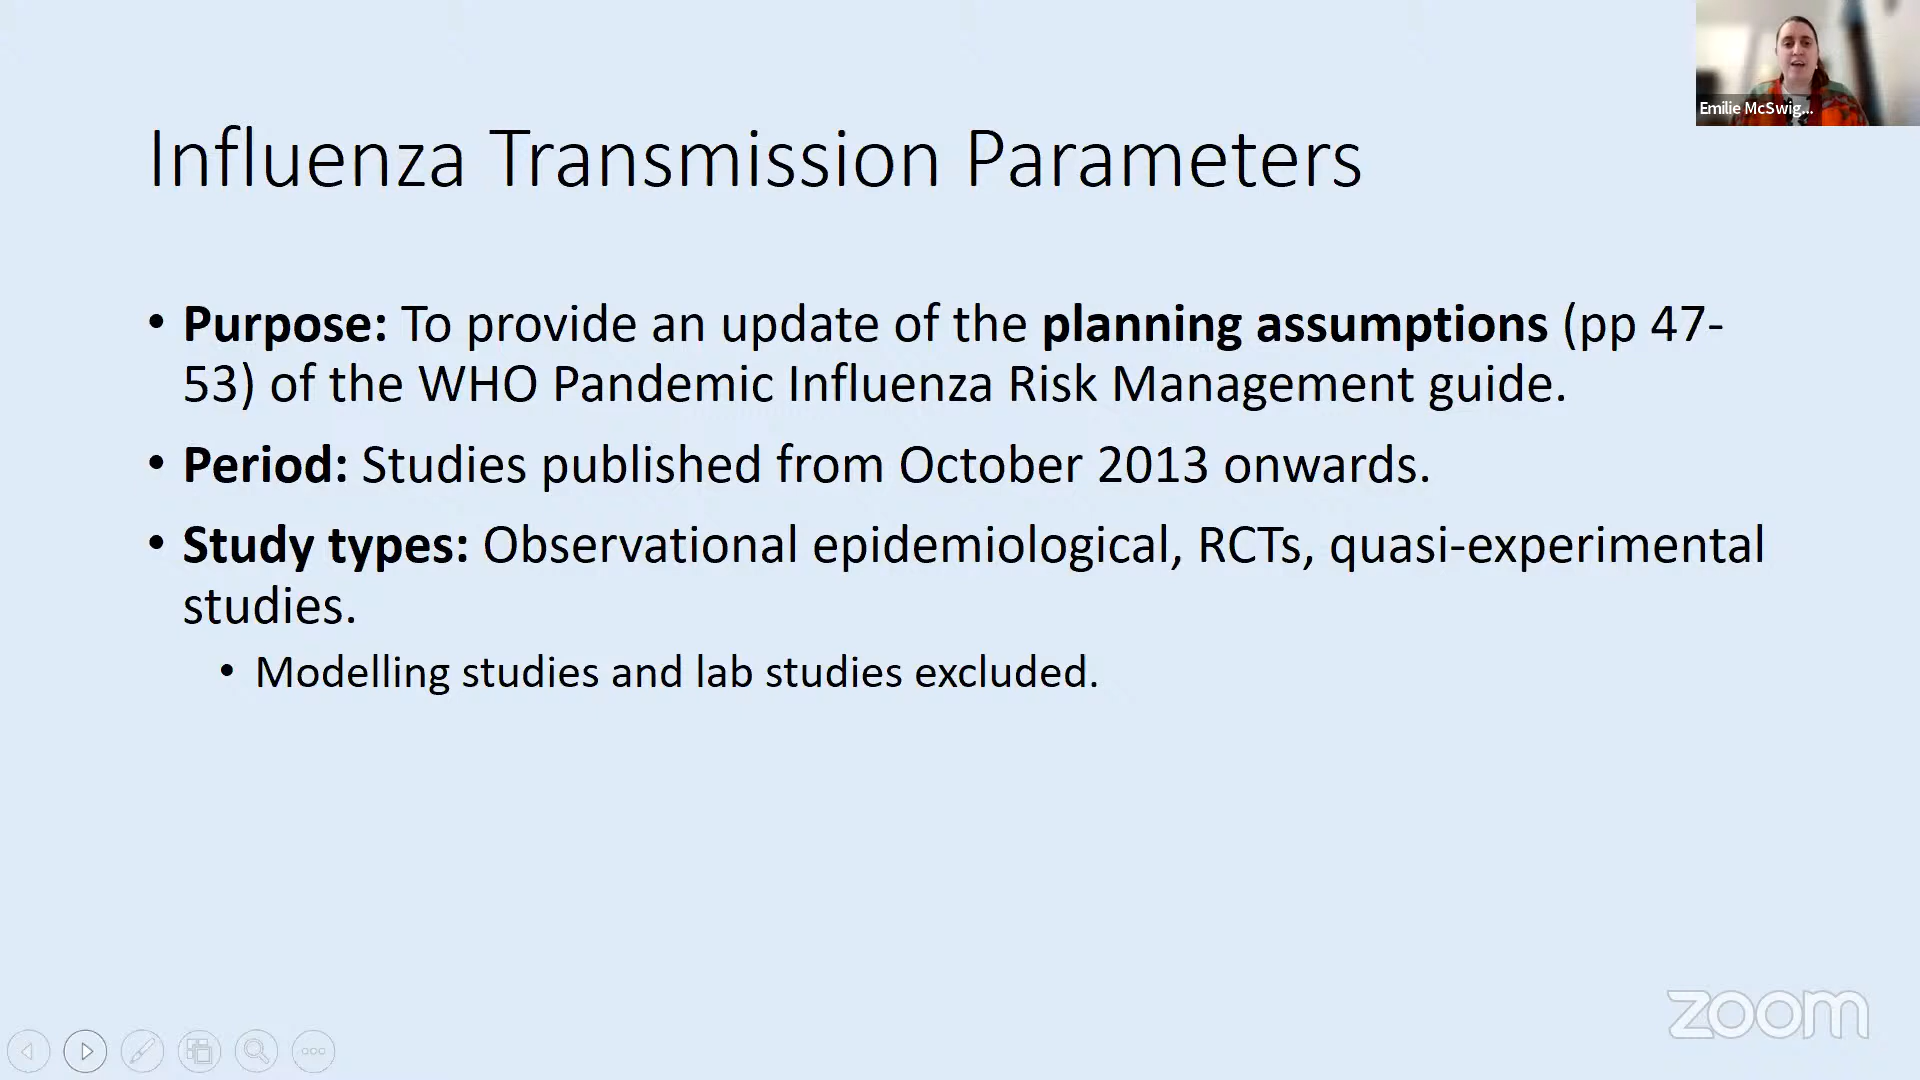 Emilie McSwig...
Influenza Transmission Parameters
• Purpose: To provide an update of the planning assumptions (pp 47-
53) of the WHO Pandemic Influenza Risk Management guide.
• Period: Studies published from October 2013 onwards.
• Study types: Observational epidemiological, RCTs, quasi-experimental
studies.
• Modelling studies and lab studies excluded.
zoom